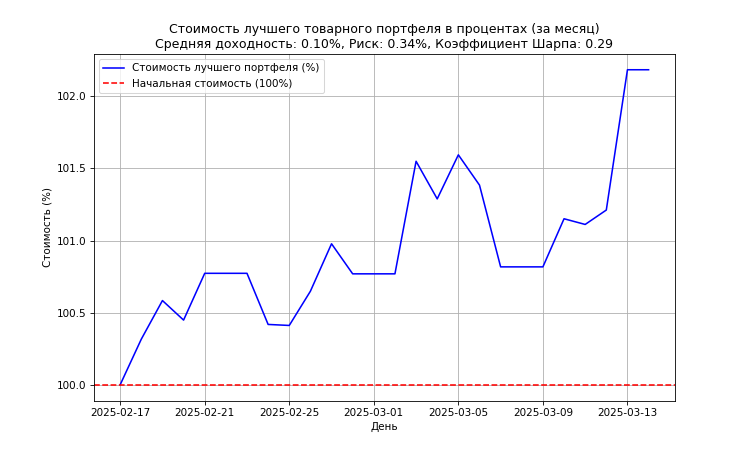 Стоимость лучшего товарного портфеля в процентах (за месяц)
Средняя доходность: 0.10%, Риск: 0.34%, Коэффициент Шарпа: 0.29
Стоимость лучшего портфеля (%)
Начальная стоимость (100%)
Стоимость (%)
102.0
101.5
101.0
100.5
100.0
2025-02-17 2025-02-21 2025-02-25 2025-03-01 2025-03-05 2025-03-09 2025-03-13
День